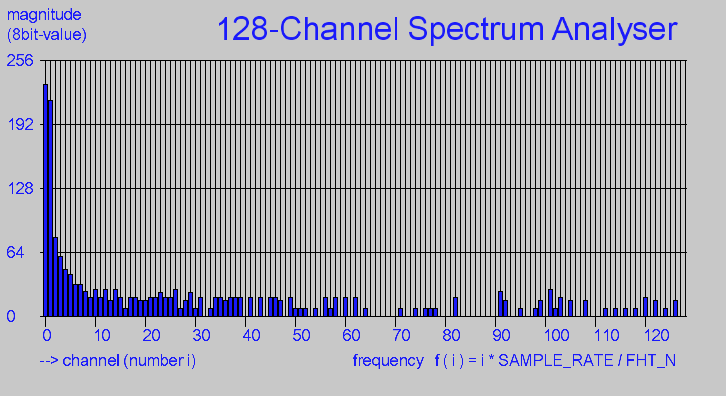 magnitude
(8bit-value)
128-Channel Spectrum Analyser
256
192
128
64
0
0 10 20 30 40 50 60 70 80 90 100 110 120
--> channel (number i)
frequency f ( i ) = i * SAMPLE_RATE / FHT_N